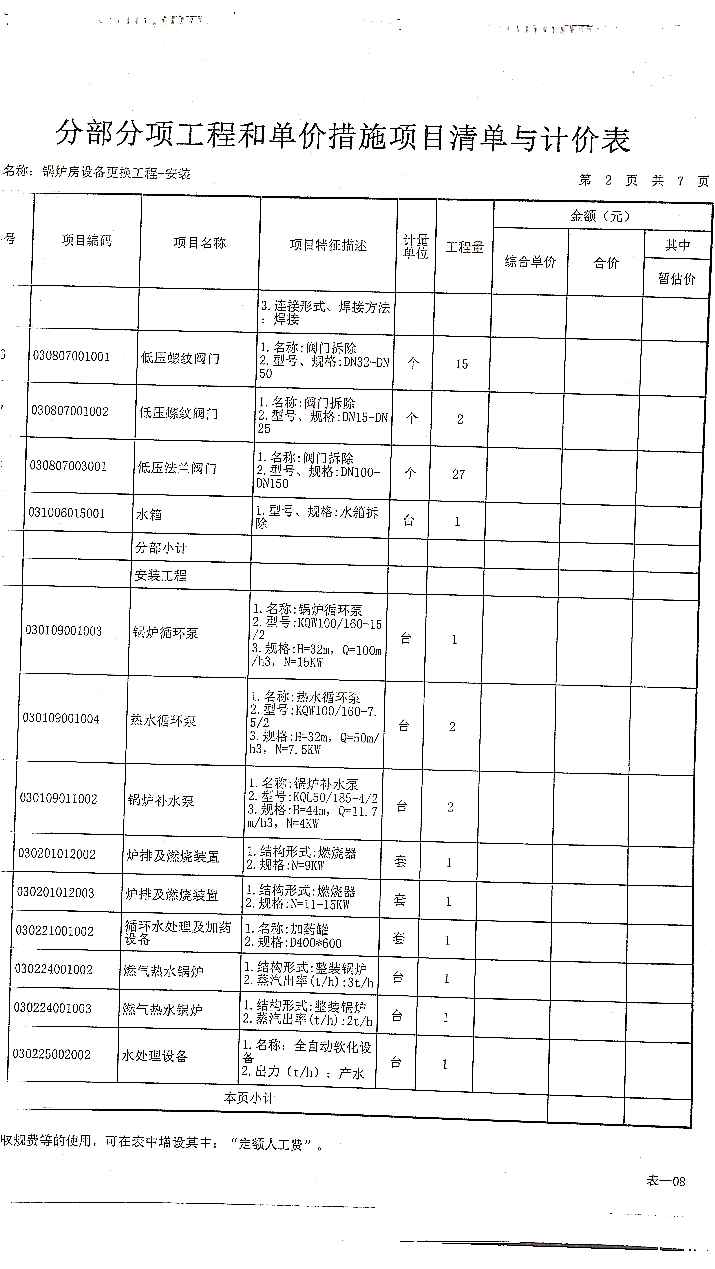 分部分项工程和单价措施项目清单与计价表
名称: 锅炉房设备更换工程-安装
第 2 页 共 7 页
号 项目编码 项目名称 项目特征描述 计量单位 工程量 金额（元）
综合单价 合价 其中
暂估价
3.连接形式、焊接方法
:焊接
030807001001 低压螺纹阀门 1.名称:阀门拆除
2.型号、规格:DN32-DN
50
个 15
030807001002 低压螺纹阀门 1.名称:阀门拆除
2.型号、规格:DN15-DN
25
个 2
030807003001 低压法兰阀门 1.名称:阀门拆除
2.型号、规格:DN100-
DN150
个 27
031006015001 水箱 1.型号、规格:水箱拆
除
台 1
分部小计
安装工程
030109001003 锅炉循环泵 1.名称:锅炉循环泵
2.型号:KQW100/160-15
/2
3.规格:H=32m, Q=100m
/h3, N=15KW
台 1
030109001004 热水循环泵 1.名称:热水循环泵
2.型号:KQW100/160-7.
5/2
3.规格:H=32m, Q=50m/
h3, N=7.5KW
台 2
030109011002 锅炉补水泵 1.名称:锅炉补水泵
2.型号:KQL50/185-4/2
3.规格:H=44m, Q=11.7
m/h3, N=4KW
台 2
030201012002 炉排及燃烧装置 1.结构形式:燃烧器
2.规格:N=9KW
套 1
030201012003 炉排及燃烧装置 1.结构形式:燃烧器
2.规格:N=11-15KW
套 1
030221001002 循环水处理及加药
设备
1.名称:加药罐
2.规格:D400*600
套 1
030224001002 燃气热水锅炉 1.结构形式:整装锅炉
2.蒸汽出率(t/h):3t/h
台 1
030224001003 燃气热水锅炉 1.结构形式:整装锅炉
2.蒸汽出率(t/h):2t/h
台 1
030225002002 水处理设备 1.名称: 全自动软化设
备
2.出力（t/h）: 产水
台 1
本页小计
取规费等的使用，可在表中增设其中：“定额人工费”。
表—08